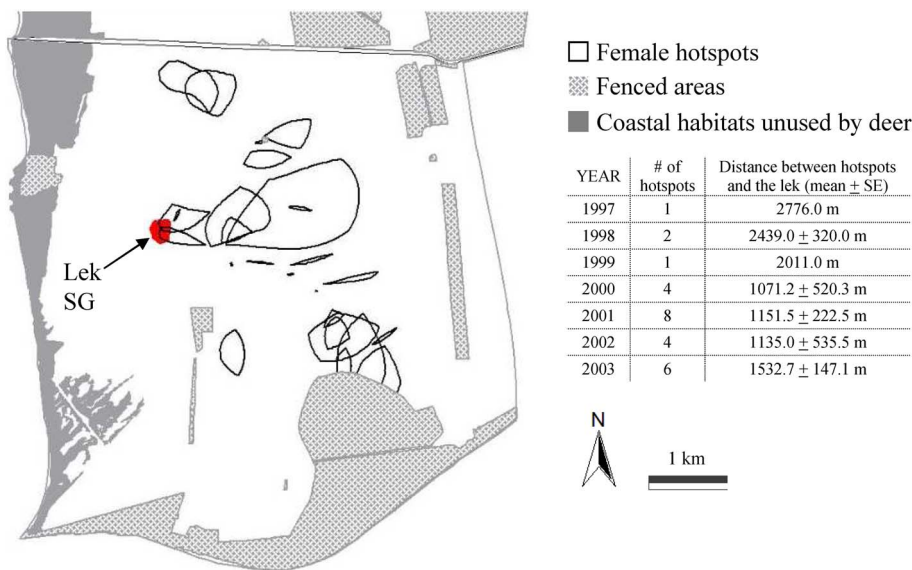 Female hotspots
Fenced areas
Coastal habitats unused by deer
YEAR # of hotspots Distance between hotspots and the lek (mean ± SE)
1997 1 2776.0 m
1998 2 2439.0 ± 320.0 m
1999 1 2011.0 m
2000 4 1071.2 ± 520.3 m
2001 8 1151.5 ± 222.5 m
2002 4 1135.0 ± 535.5 m
2003 6 1532.7 ± 147.1 m
Lek
SG
N
1 km